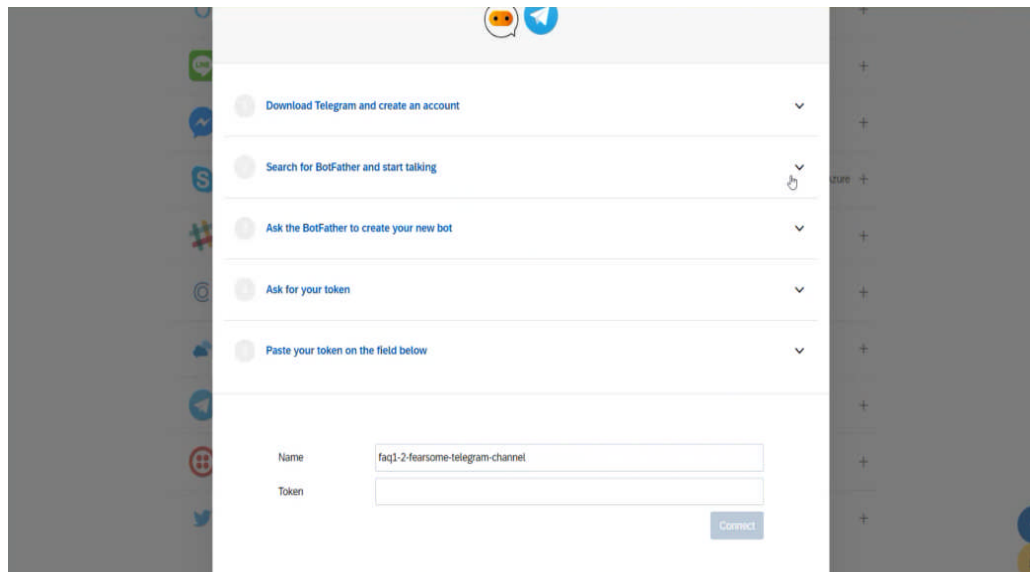 LINE
Download Telegram and create an account
Search for BotFather and start talking
Azure
Ask the BotFather to create your new bot
Ask for your token
Paste your token on the field below
Name
faq1-2-fearsome-telegram-channel
Token
Connect